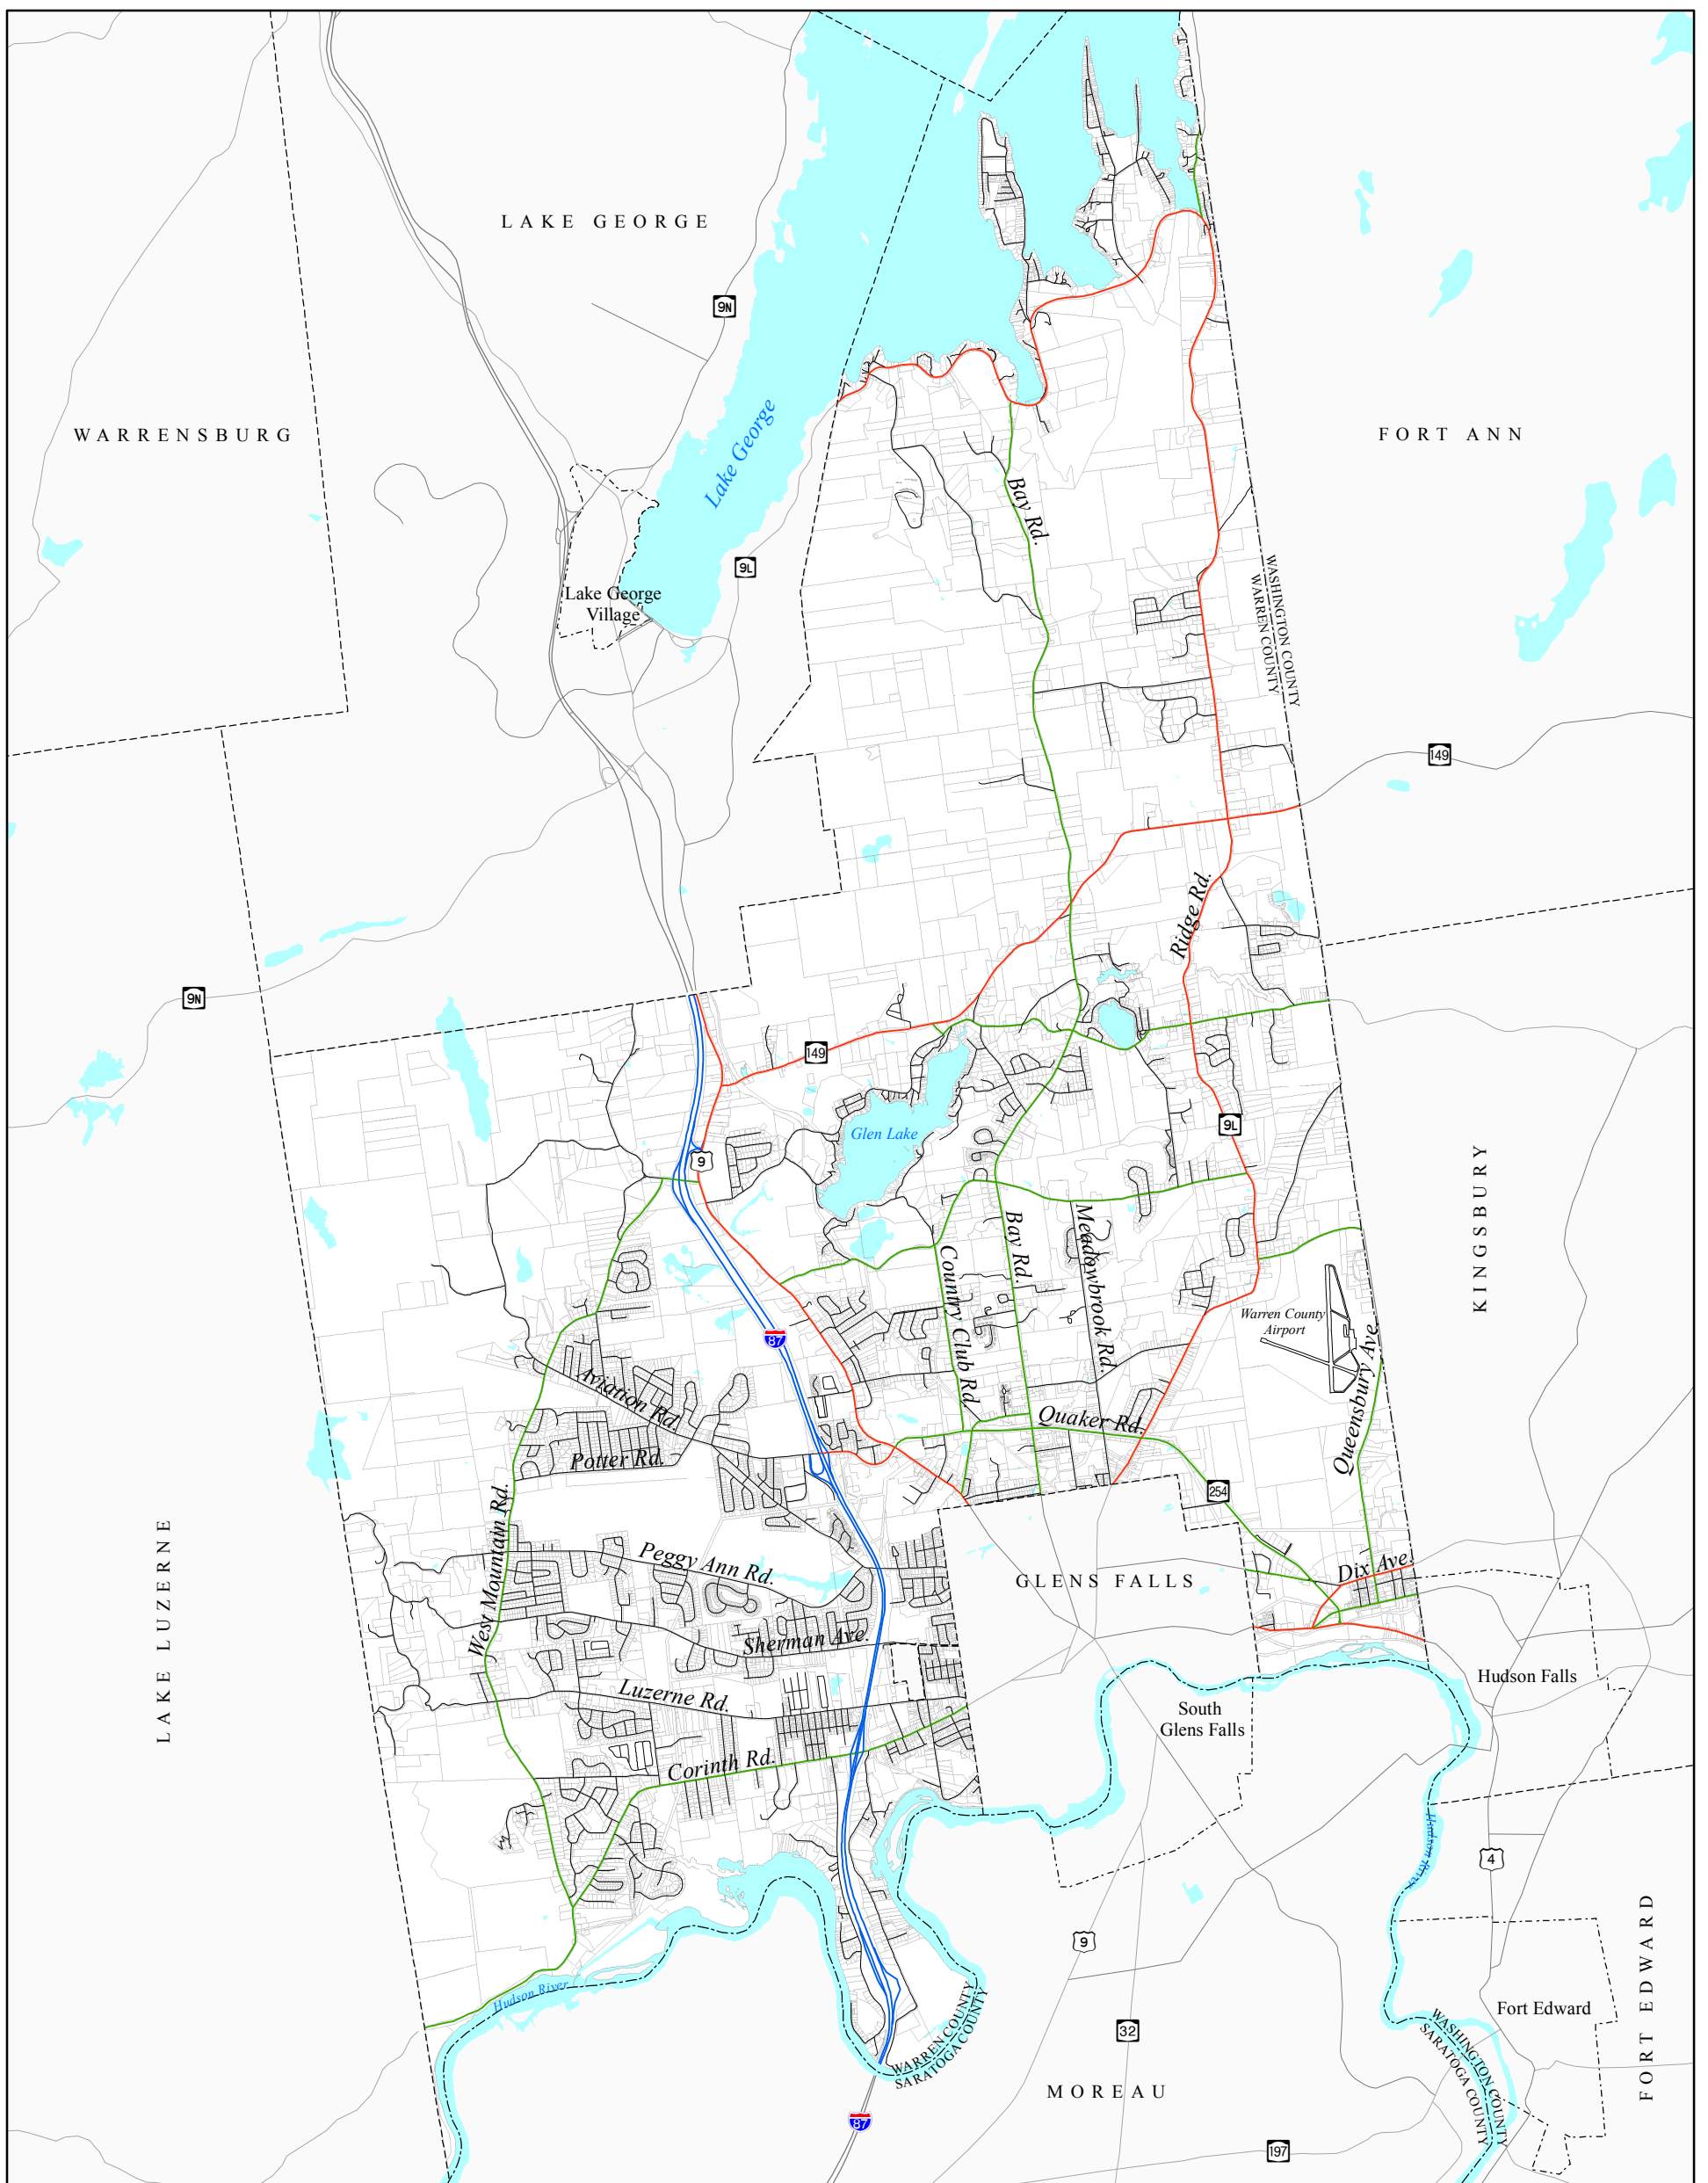 LAKE GEORGE
9N
WARRENSBURG
FORT ANN
Lake George
Bay Rd.
9L
Lake George
Village
WASHINGTON COUNTY
WARREN COUNTY
149
Ridge Rd.
9N
149
9L
Glen Lake
9
KINGSBURY
Bay Rd.
Meadowbrook Rd.
Country Club Rd.
Warren County
Airport
87
Queensbury Ave.
Aviation Rd.
Quaker Rd.
Potter Rd.
254
West Mountain Rd.
LAKE LUZERNE
Peggy Ann Rd.
Dix Ave.
GLENS FALLS
Sherman Ave.
Hudson Falls
Luzerne Rd.
South
Glens Falls
Corinth Rd.
Hudson River
4
9
FORT EDWARD
Hudson River
Fort Edward
32
WARREN COUNTY
SARATOGA COUNTY
WASHINGTON COUNTY
SARATOGA COUNTY
MOREAU
87
197